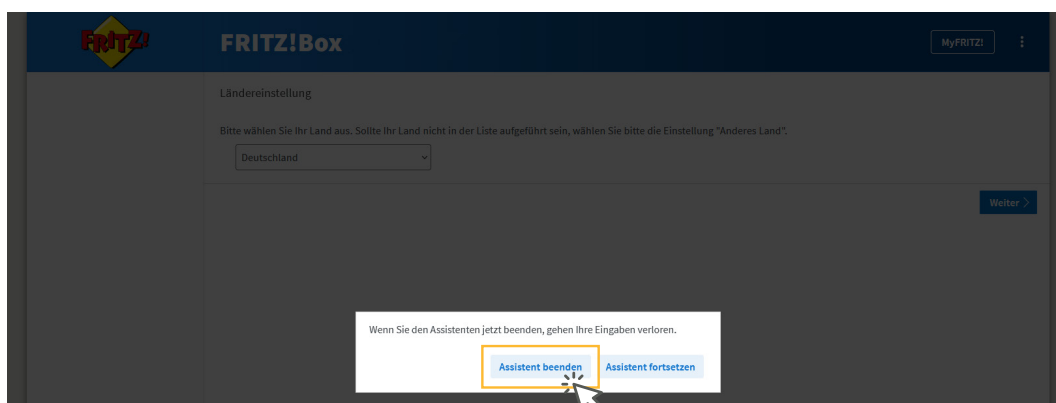 FRITZ!
FRITZ!Box
MyFRITZ!
Ländereinstellung
Bitte wählen Sie Ihr Land aus. Sollte Ihr Land nicht in der Liste aufgeführt sein, wählen Sie bitte die Einstellung "Anderes Land".
Deutschland
Weiter
Wenn Sie den Assistenten jetzt beenden, gehen Ihre Eingaben verloren.
Assistent beenden Assistent fortsetzen